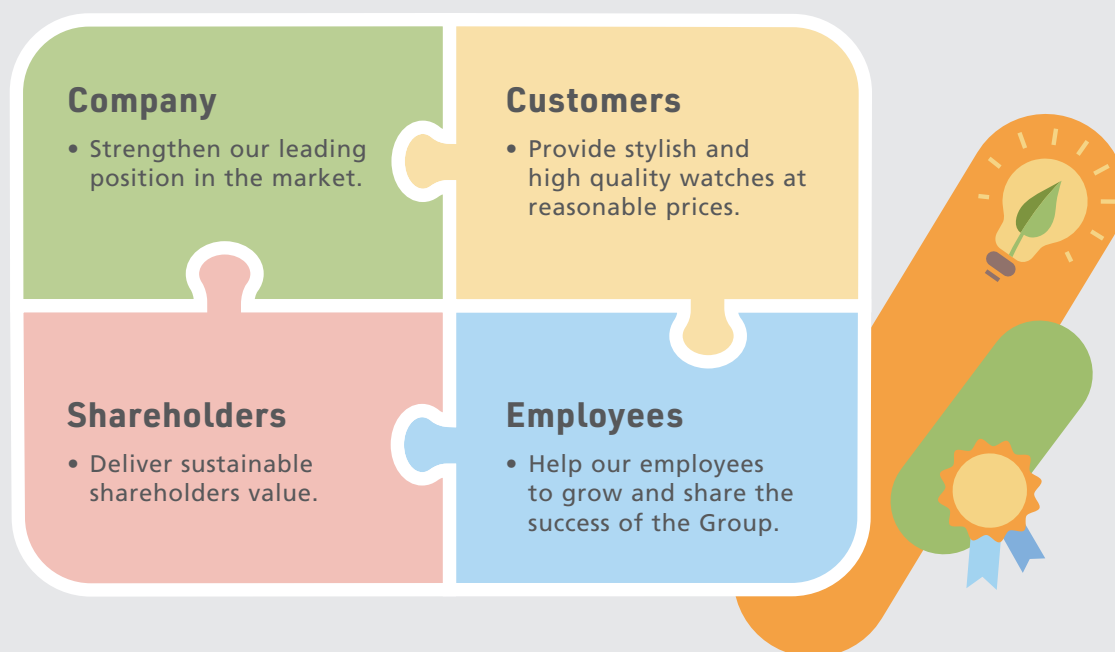 Company
• Strengthen our leading
position in the market.
Customers
• Provide stylish and
high quality watches at
reasonable prices.
Shareholders
• Deliver sustainable
shareholders value.
Employees
• Help our employees
to grow and share the
success of the Group.